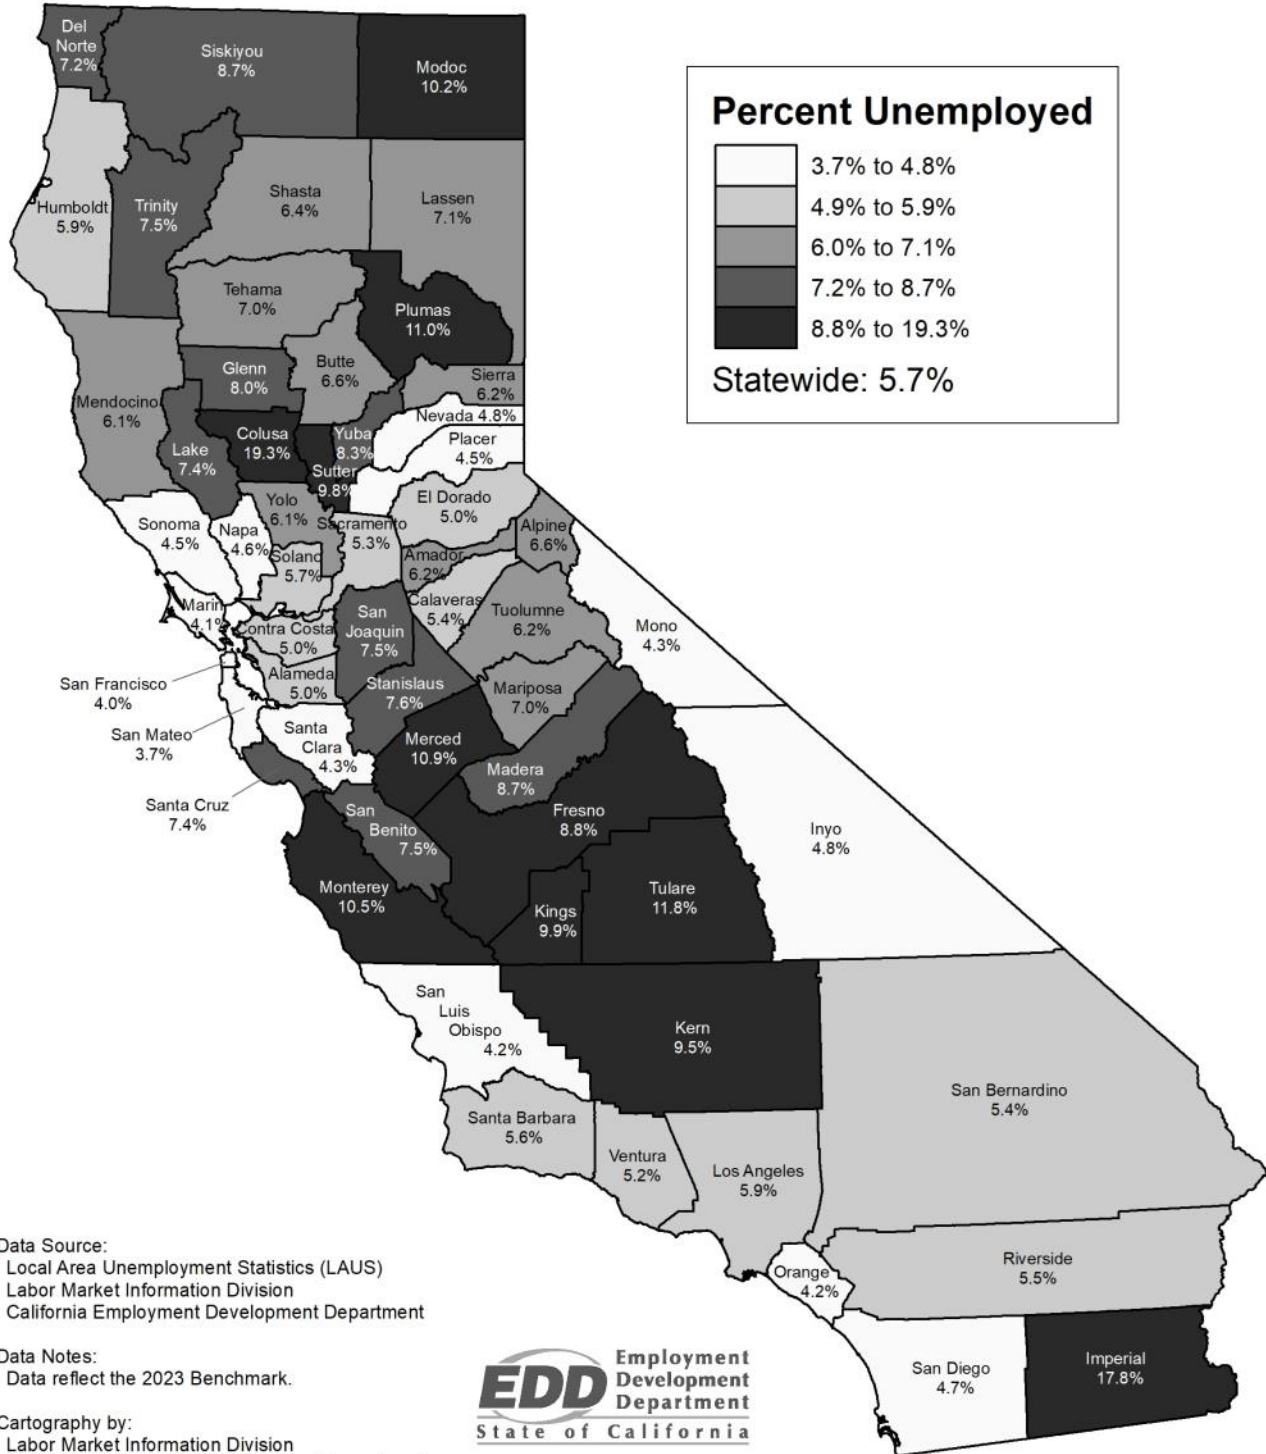 Del
Norte
7.2%
Siskiyou
8.7%
Modoc
10.2%
Percent Unemployed
3.7% to 4.8%
4.9% to 5.9%
6.0% to 7.1%
7.2% to 8.7%
8.8% to 19.3%
Statewide: 5.7%
Humboldt
5.9%
Trinity
7.5%
Shasta
6.4%
Lassen
7.1%
Tehama
7.0%
Plumas
11.0%
Glenn
8.0%
Butte
6.6%
Sierra
6.2%
Mendocino
6.1%
Nevada 4.8%
Lake
7.4%
Colusa
19.3%
Yuba
8.3%
Placer
4.5%
Sutter
9.8%
El Dorado
5.0%
Sonoma
4.5%
Napa
4.6%
Yolo
6.1%
Sacramento
5.3%
Alpine
6.6%
Solano
5.7%
Amador
6.2%
Marin
4.1%
Contra Costa
5.0%
San
Joaquin
7.5%
Calaveras
5.4%
Tuolumne
6.2%
Mono
4.3%
San Francisco
4.0%
Alameda
5.0%
Stanislaus
7.6%
Mariposa
7.0%
San Mateo
3.7%
Santa
Clara
4.3%
Merced
10.9%
Madera
8.7%
Santa Cruz
7.4%
San
Benito
7.5%
Fresno
8.8%
Inyo
4.8%
Monterey
10.5%
Kings
9.9%
Tulare
11.8%
San
Luis
Obispo
4.2%
Kern
9.5%
San Bernardino
5.4%
Santa Barbara
5.6%
Ventura
5.2%
Los Angeles
5.9%
Orange
4.2%
Riverside
5.5%
San Diego
4.7%
Imperial
17.8%
Data Source:
Local Area Unemployment Statistics (LAUS)
Labor Market Information Division
California Employment Development Department
Data Notes:
Data reflect the 2023 Benchmark.
Cartography by:
Labor Market Information Division
EDD
Employment
Development
Department
State of California